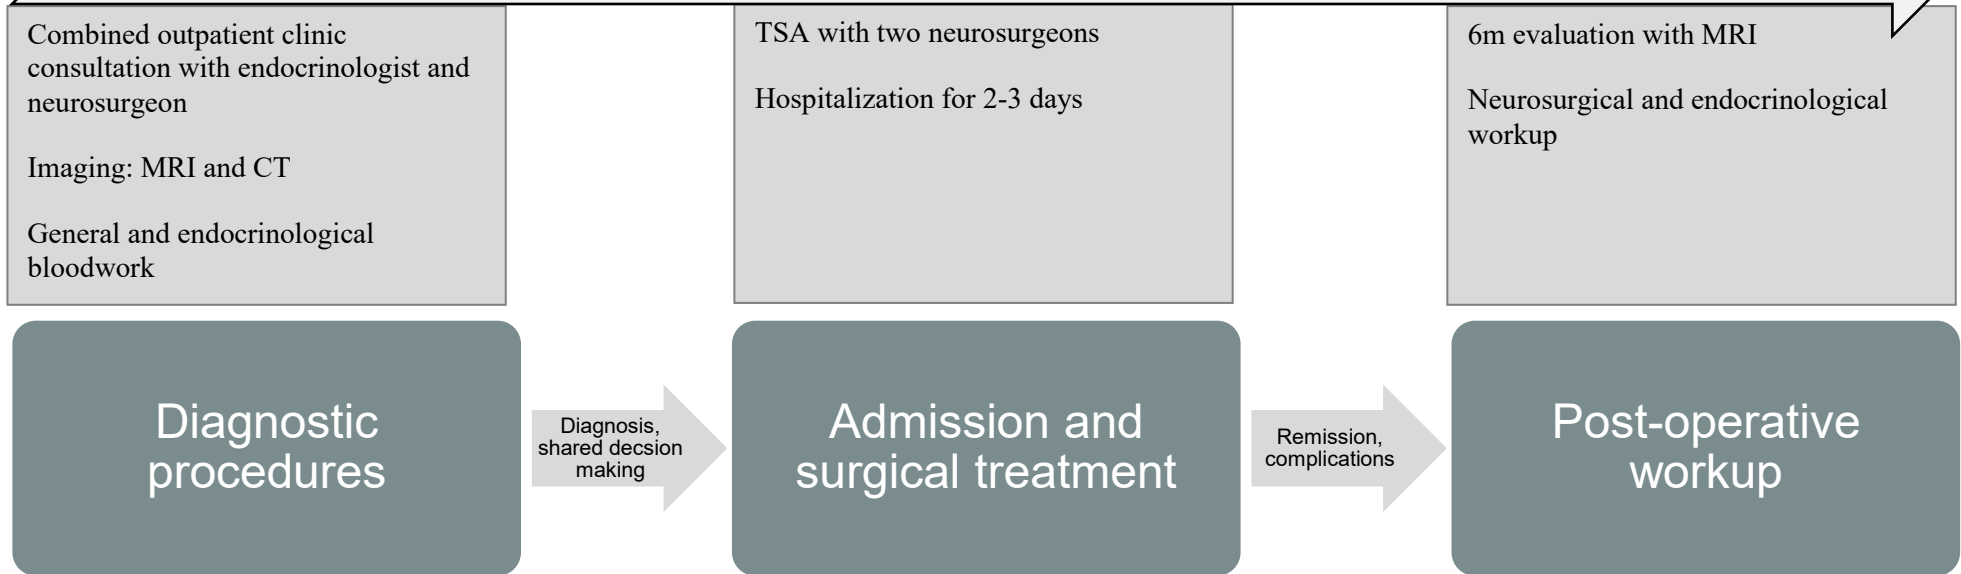 Combined outpatient clinic
consultation with endocrinologist and
neurosurgeon
Imaging: MRI and CT
General and endocrinological
bloodwork
TSA with two neurosurgeons
Hospitalization for 2-3 days
6m evaluation with MRI
Neurosurgical and endocrinological
workup
Diagnostic
procedures
Diagnosis,
shared decsion
making
Admission and
surgical treatment
Remission,
complications
Post-operative
workup